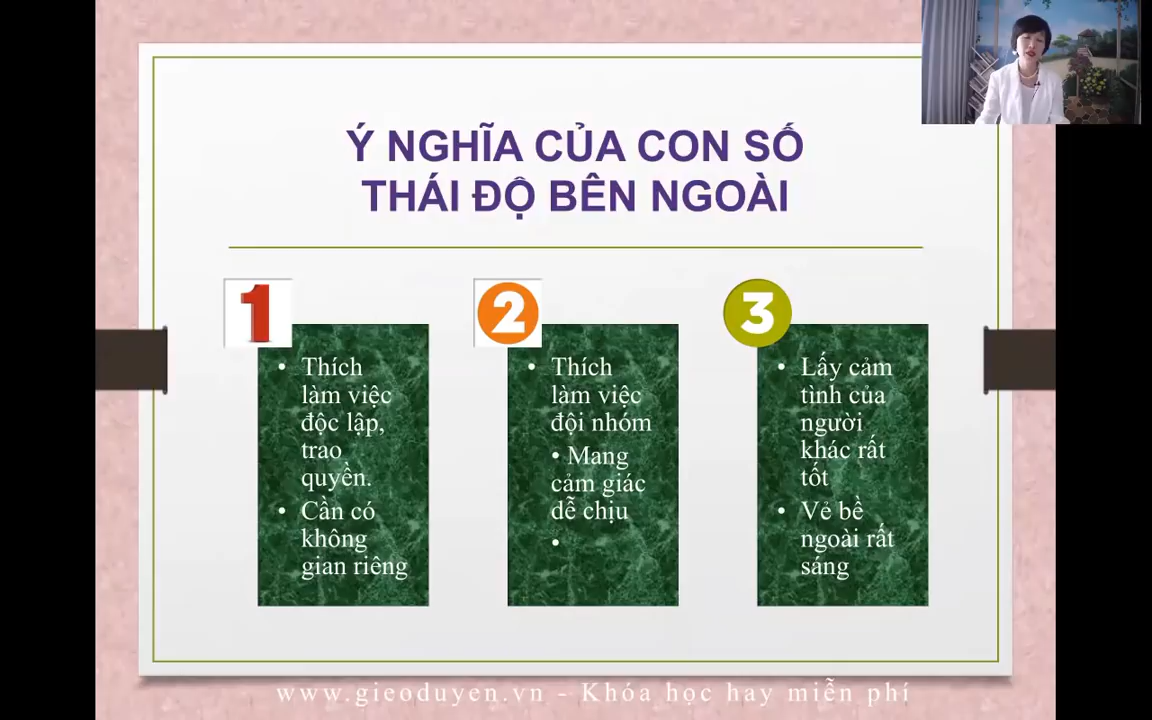 Ý NGHĨA CỦA CON SỐ
THÁI ĐỘ BÊN NGOÀI
1
• Thích
làm việc
độc lập,
trao
quyền.
• Cần có
không
gian riêng
2
• Thích
làm việc
đội nhóm
• Mang
cảm giác
dễ chịu
•
3
• Lấy cảm
tình của
người
khác rất
tốt
• Vẻ bề
ngoài rất
sáng
www.gieoduyen.vn - Khóa học hay miễn phí